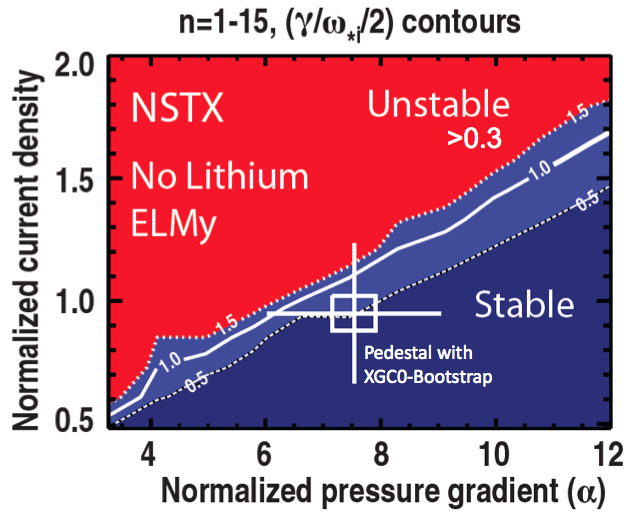 n=1-15, (γ/ω*i/2) contours
2.0
1.5
1.0
0.5
Normalized current density
NSTX
No Lithium
ELMy
Unstable
>0.3
1.5
1.0
0.5
1.5
1.0
0.5
Stable
Pedestal with
XGC0-Bootstrap
4 6 8 10 12
Normalized pressure gradient (α)